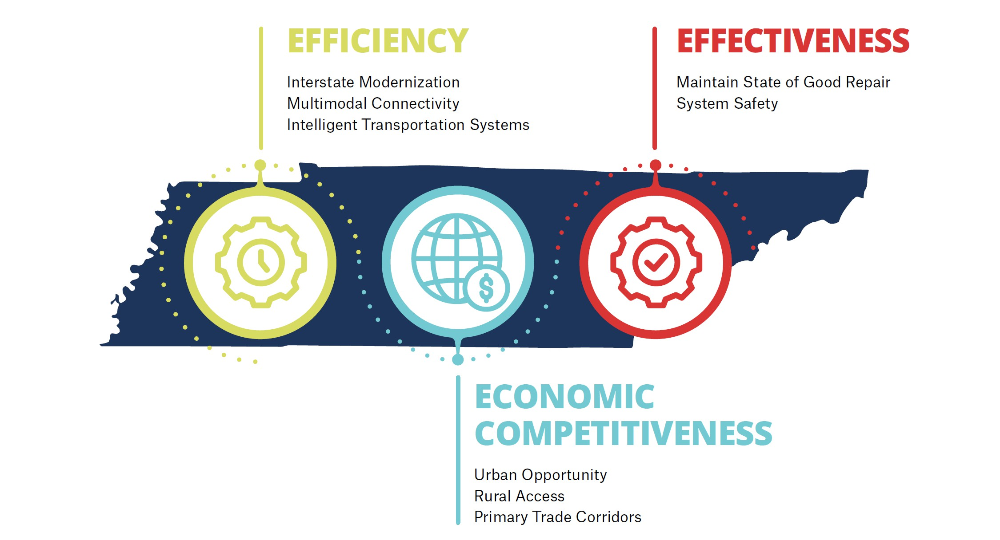 EFFICIENCY
Interstate Modernization
Multimodal Connectivity
Intelligent Transportation Systems
EFFECTIVENESS
Maintain State of Good Repair
System Safety
$
ECONOMIC
COMPETITIVENESS
Urban Opportunity
Rural Access
Primary Trade Corridors